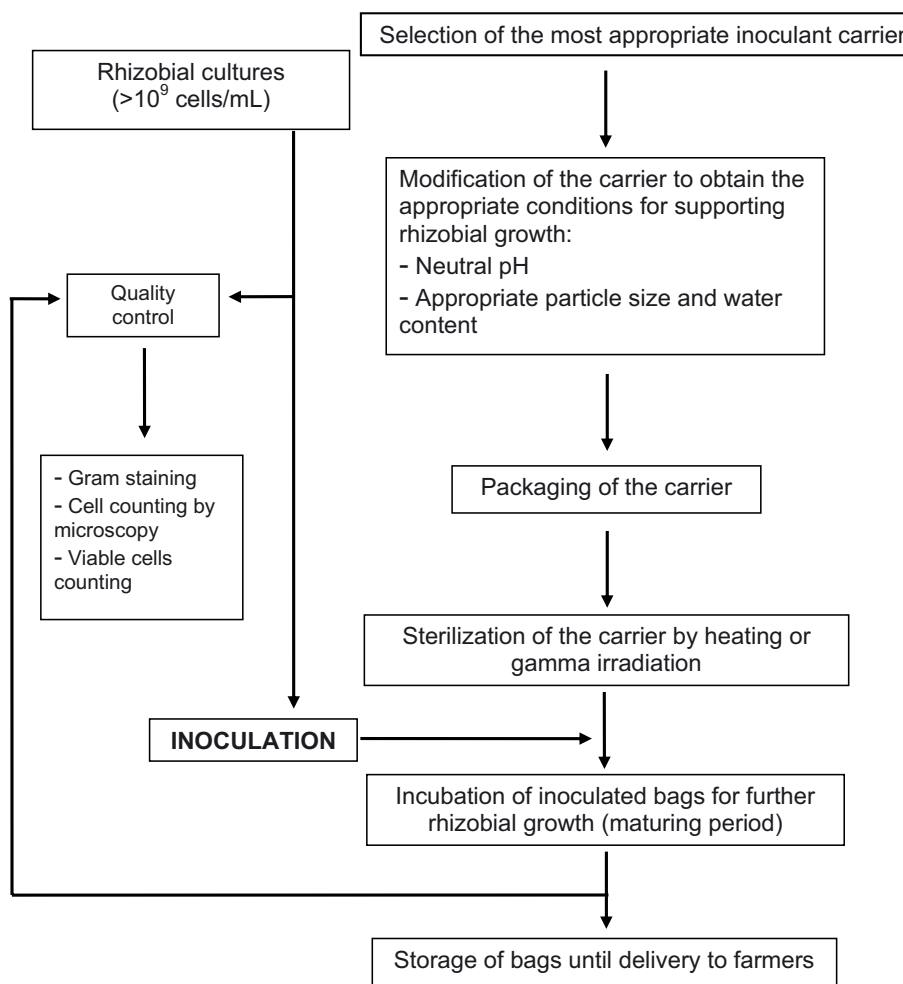 Selection of the most appropriate inoculant carrier
Rhizobial cultures
(>10⁹ cells/mL)
Modification of the carrier to obtain the
appropriate conditions for supporting
rhizobial growth:
- Neutral pH
- Appropriate particle size and water
content
Quality
control
- Gram staining
- Cell counting by
microscopy
- Viable cells
counting
Packaging of the carrier
Sterilization of the carrier by heating or
gamma irradiation
INOCULATION
Incubation of inoculated bags for further
rhizobial growth (maturing period)
Storage of bags until delivery to farmers